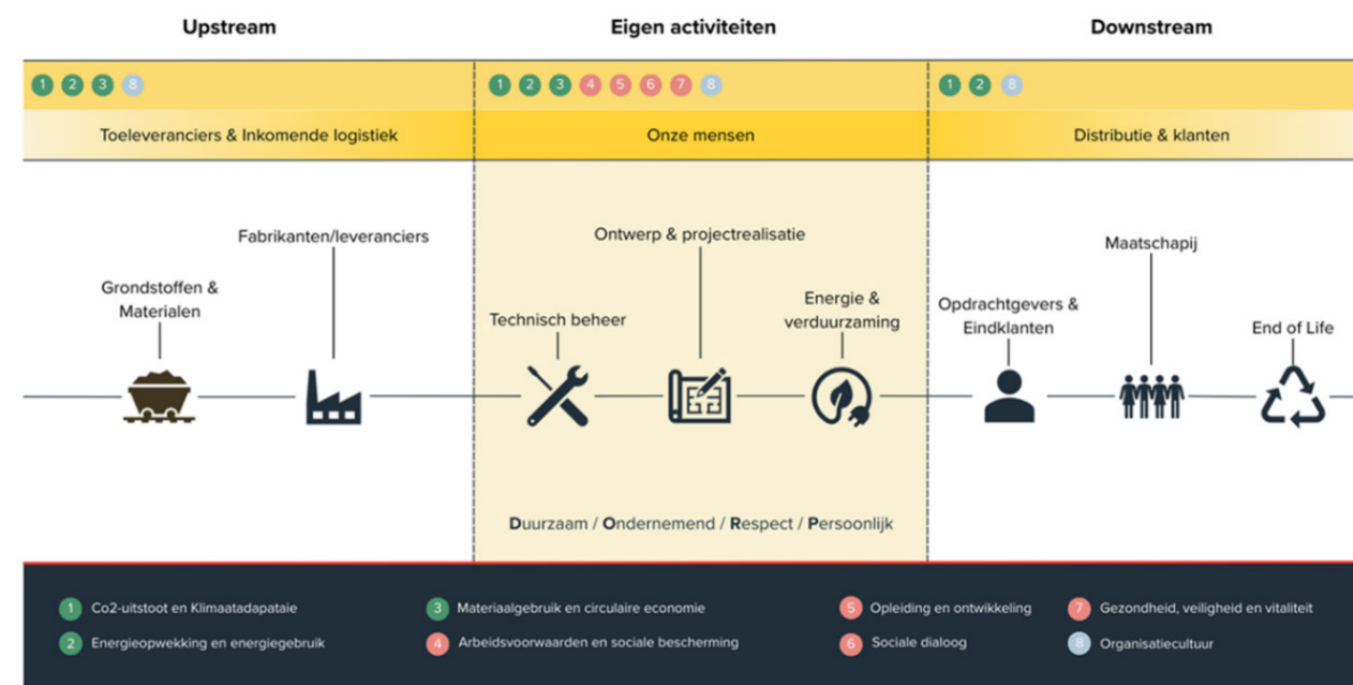 Upstream
Eigen activiteiten
Downstream
1 2 3 8
1 2 3 4 5 6 7 8
1 2 8
Toeleveranciers & Inkomende logistiek
Onze mensen
Distributie & klanten
Grondstoffen &
Materialen
Fabrikanten/leveranciers
Technisch beheer
Ontwerp & projectrealisatie
Energie &
verduurzaming
Opdrachtgevers &
Eindklanten
Maatschapij
End of Life
Duurzaam / Ondernemend / Respect / Persoonlijk
1 Co2-uitstoot en Klimaatadapataie
2 Energieopwekking en energiegebruik
3 Materiaalgebruik en circulaire economie
4 Arbeidsvoorwaarden en sociale bescherming
5 Opleiding en ontwikkeling
6 Sociale dialoog
7 Gezondheid, veiligheid en vitaliteit
8 Organisatiecultuur